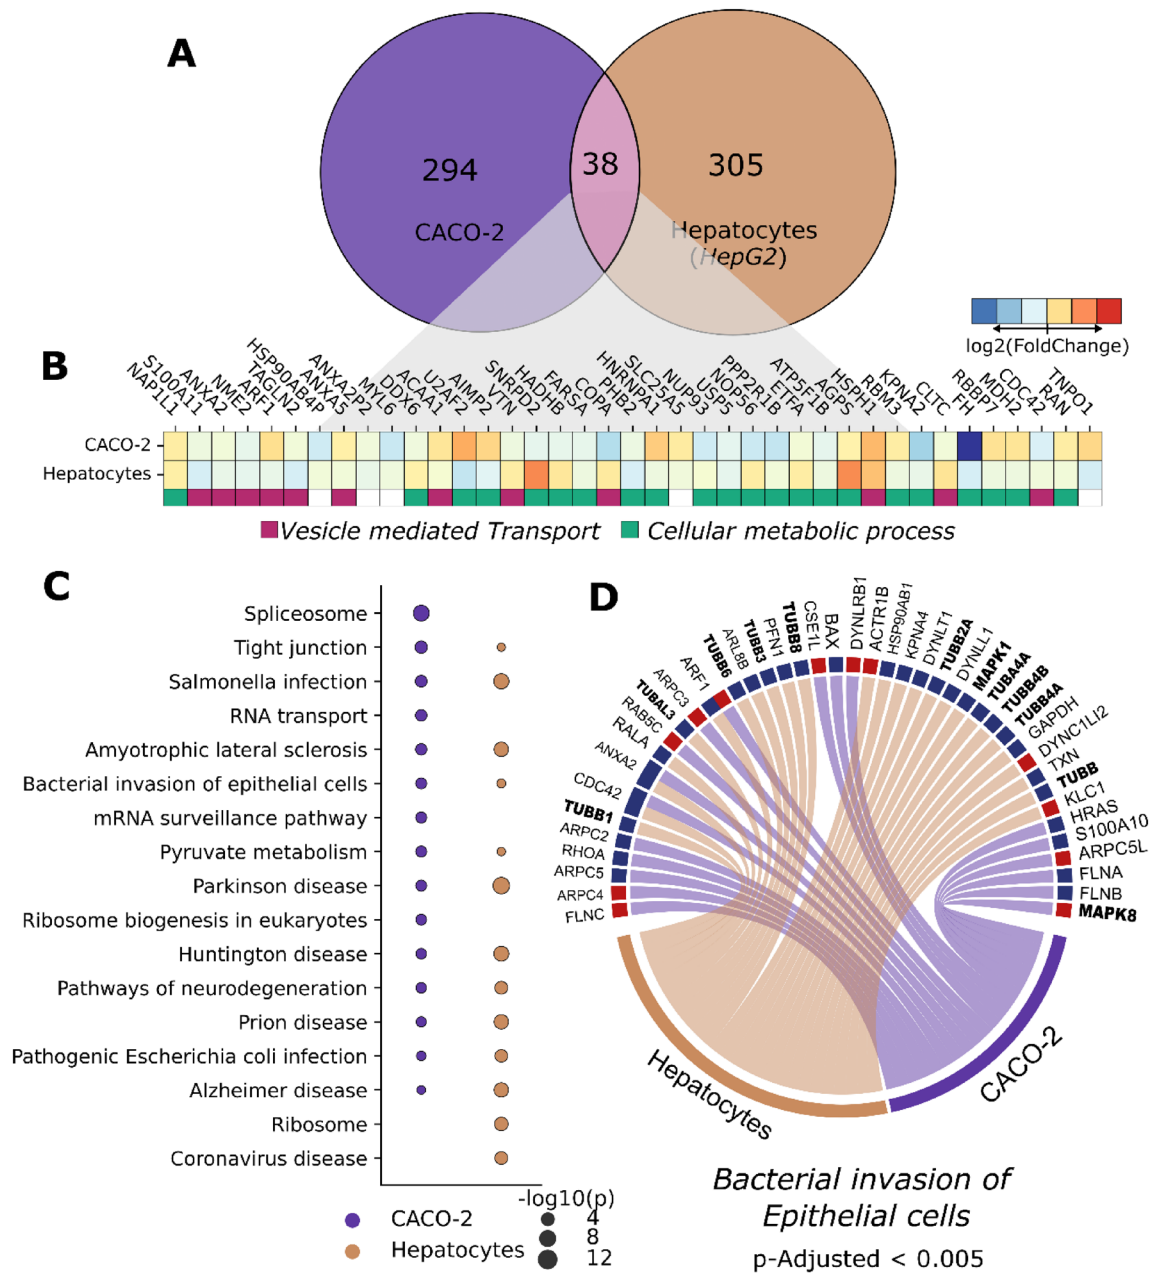 A
294
38
305
CACO-2
Hepatocytes
(HepG2)
log2(FoldChange)
B
NAP1L1
S100A11
ANXA2
NME2
ARF1
TAGLN2
HSP90AB4P
ANXA5
ANXA2P2
MYL6
DDX6
ACAA1
U2AF2
AIMP2
VTN
SNRPD2
HADHB
FARSA
COPA
PHB2
HNRNPA1
SLC25A5
NUP93
USP5
NOP56
PPP2R1B
ETFA
ATP5F1B
AGPS
HSPH1
RBM3
KPNA2
CLTC
FH
RBBP7
MDH2
CDC42
RAN
TNPO1
CACO-2
Hepatocytes
Vesicle mediated Transport
Cellular metabolic process
C
Spliceosome
Tight junction
Salmonella infection
RNA transport
Amyotrophic lateral sclerosis
Bacterial invasion of epithelial cells
mRNA surveillance pathway
Pyruvate metabolism
Parkinson disease
Ribosome biogenesis in eukaryotes
Huntington disease
Pathways of neurodegeneration
Prion disease
Pathogenic Escherichia coli infection
Alzheimer disease
Ribosome
Coronavirus disease
CACO-2
Hepatocytes
-log10(p)
4
8
12
D
FLNC
ARPC4
ARPC5
RHOA
ARPC2
TUBB1
CDC42
ANXA2
RALA
RAB5C
TUBAL3
ARPC3
ARF1
TUBB6
ARL8B
TUBB3
PFN1
TUBB8
CSE1L
BAX
DYNLRB1
ACTR1B
HSP90AB1
KPNA4
DYNLT1
TUBB2A
DYNLL1
MAPK1
TUBA4A
TUBB4B
TUBB4A
GAPDH
DYNC1LI2
TXN
TUBB
KLC1
HRAS
S100A10
ARPC5L
FLNA
FLNB
MAPK8
Hepatocytes
CACO-2
Bacterial invasion of
Epithelial cells
p-Adjusted < 0.005